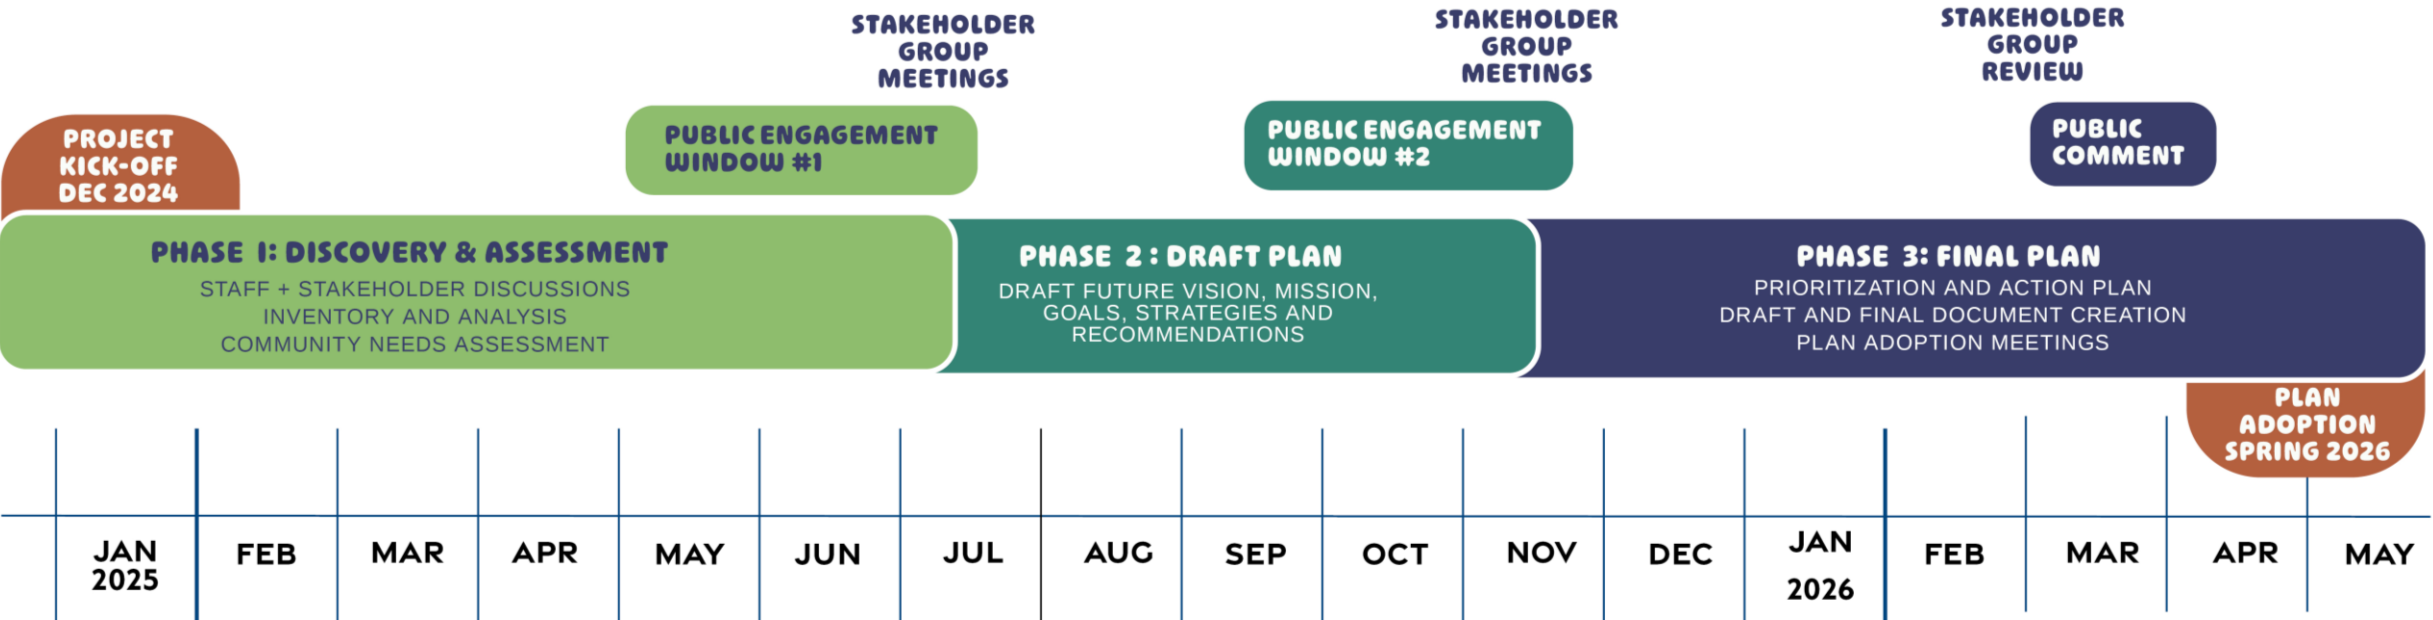 STAKEHOLDER
GROUP
MEETINGS
STAKEHOLDER
GROUP
MEETINGS
STAKEHOLDER
GROUP
REVIEW
PROJECT
KICK-OFF
DEC 2024
PUBLIC ENGAGEMENT
WINDOW #1
PUBLIC ENGAGEMENT
WINDOW #2
PUBLIC
COMMENT
PHASE 1: DISCOVERY & ASSESSMENT
STAFF + STAKEHOLDER DISCUSSIONS
INVENTORY AND ANALYSIS
COMMUNITY NEEDS ASSESSMENT
PHASE 2 : DRAFT PLAN
DRAFT FUTURE VISION, MISSION,
GOALS, STRATEGIES AND
RECOMMENDATIONS
PHASE 3: FINAL PLAN
PRIORITIZATION AND ACTION PLAN
DRAFT AND FINAL DOCUMENT CREATION
PLAN ADOPTION MEETINGS
PLAN
ADOPTION
SPRING 2026
JAN
2025
FEB
MAR
APR
MAY
JUN
JUL
AUG
SEP
OCT
NOV
DEC
JAN
2026
FEB
MAR
APR
MAY